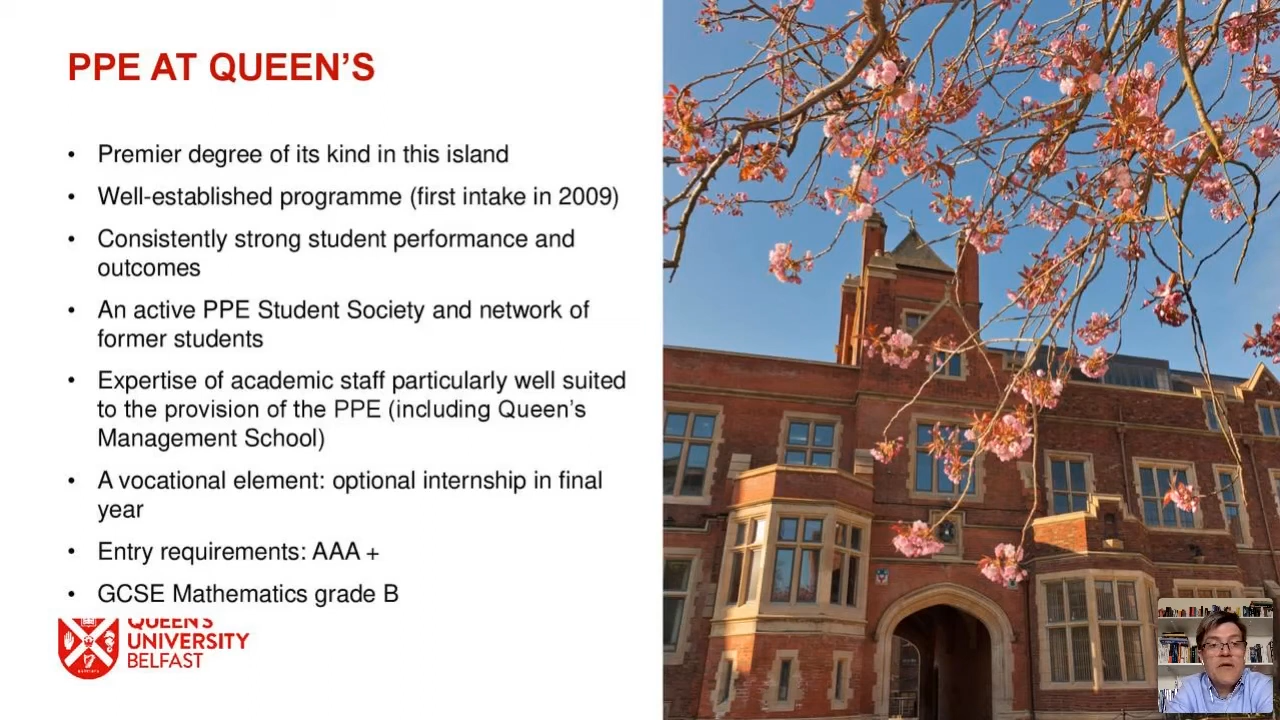 PPE AT QUEEN'S
• Premier degree of its kind in this island
• Well-established programme (first intake in 2009)
• Consistently strong student performance and
outcomes
• An active PPE Student Society and network of
former students
• Expertise of academic staff particularly well suited
to the provision of the PPE (including Queen's
Management School)
• A vocational element: optional internship in final
year
• Entry requirements: AAA +
• GCSE Mathematics grade B
QUEEN'S
UNIVERSITY
BELFAST